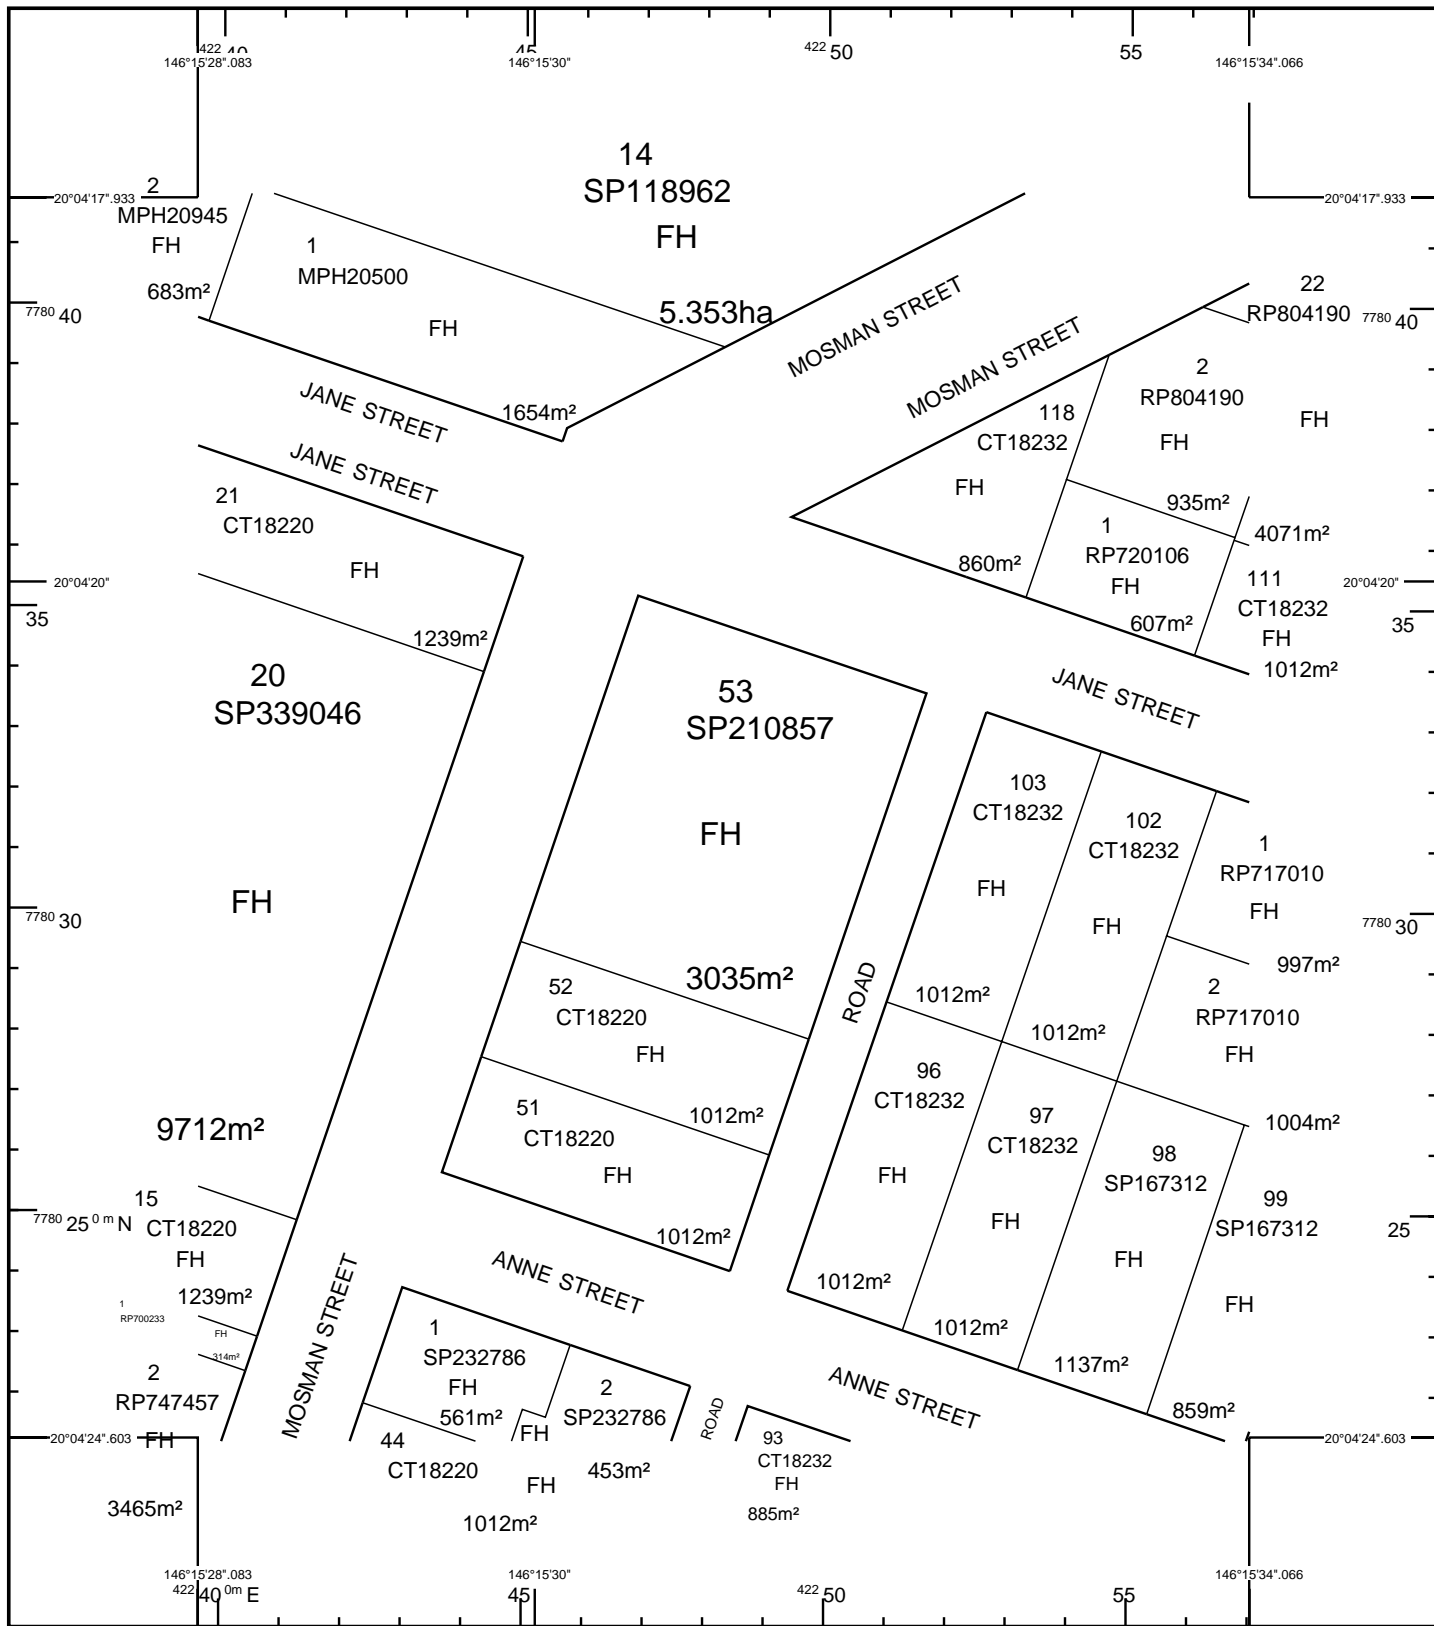 422 40
45
422 50
55
146°15'28".083
146°15'30"
146°15'34".066
14
SP118962
FH
5.353ha
20°04'17".933
20°04'17".933
2
MPH20945
FH
683m²
1
MPH20500
FH
1654m²
7780 40
7780 40
MOSMAN STREET
MOSMAN STREET
22
RP804190
FH
4071m²
2
RP804190
FH
935m²
118
CT18232
FH
860m²
1
RP720106
FH
607m²
111
CT18232
FH
1012m²
JANE STREET
JANE STREET
21
CT18220
FH
1239m²
20°04'20"
20°04'20"
35
35
20
SP339046
FH
9712m²
53
SP210857
FH
3035m²
JANE STREET
103
CT18232
FH
1012m²
102
CT18232
FH
1012m²
1
RP717010
FH
997m²
2
RP717010
FH
1004m²
7780 30
7780 30
ROAD
52
CT18220
FH
1012m²
51
CT18220
FH
1012m²
96
CT18232
FH
1012m²
97
CT18232
FH
1012m²
98
SP167312
FH
1137m²
99
SP167312
FH
859m²
7780 25 0 m N
25
15
CT18220
FH
1239m²
1
RP700233
FH
314m²
2
RP747457
FH
3465m²
MOSMAN STREET
ANNE STREET
ANNE STREET
1
SP232786
FH
561m²
2
SP232786
FH
453m²
44
CT18220
FH
1012m²
ROAD
93
CT18232
FH
885m²
20°04'24".603
20°04'24".603
146°15'28".083
146°15'30"
146°15'34".066
422 40 0m E
45
422 50
55